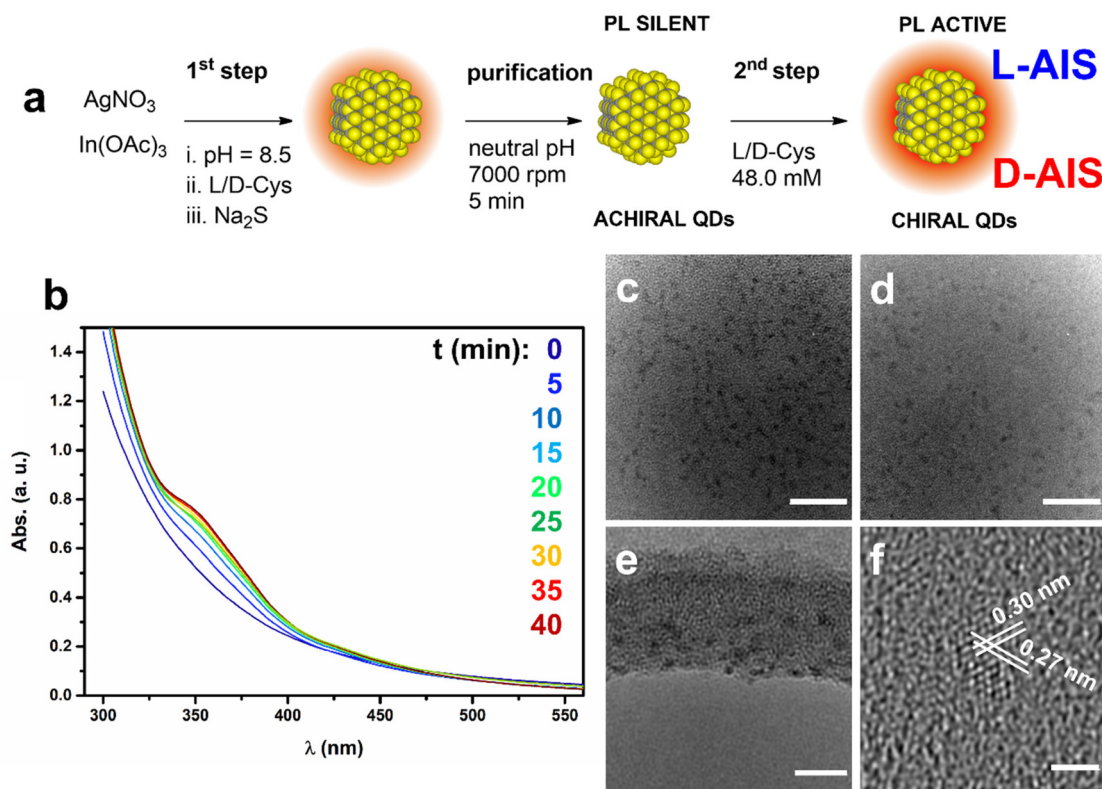 a
AgNO3
In(OAc)3
1st step
i. pH = 8.5
ii. L/D-Cys
iii. Na2S
purification
neutral pH
7000 rpm
5 min
PL SILENT
ACHIRAL QDs
2nd step
L/D-Cys
48.0 mM
PL ACTIVE
L-AIS
D-AIS
CHIRAL QDs
b
Abs. (a. u.)
1.4
1.2
1.0
0.8
0.6
0.4
0.2
0.0
300
350
400
450
500
550
λ (nm)
t (min): 0
5
10
15
20
25
30
35
40
c
d
e
f
0.30 nm
0.27 nm